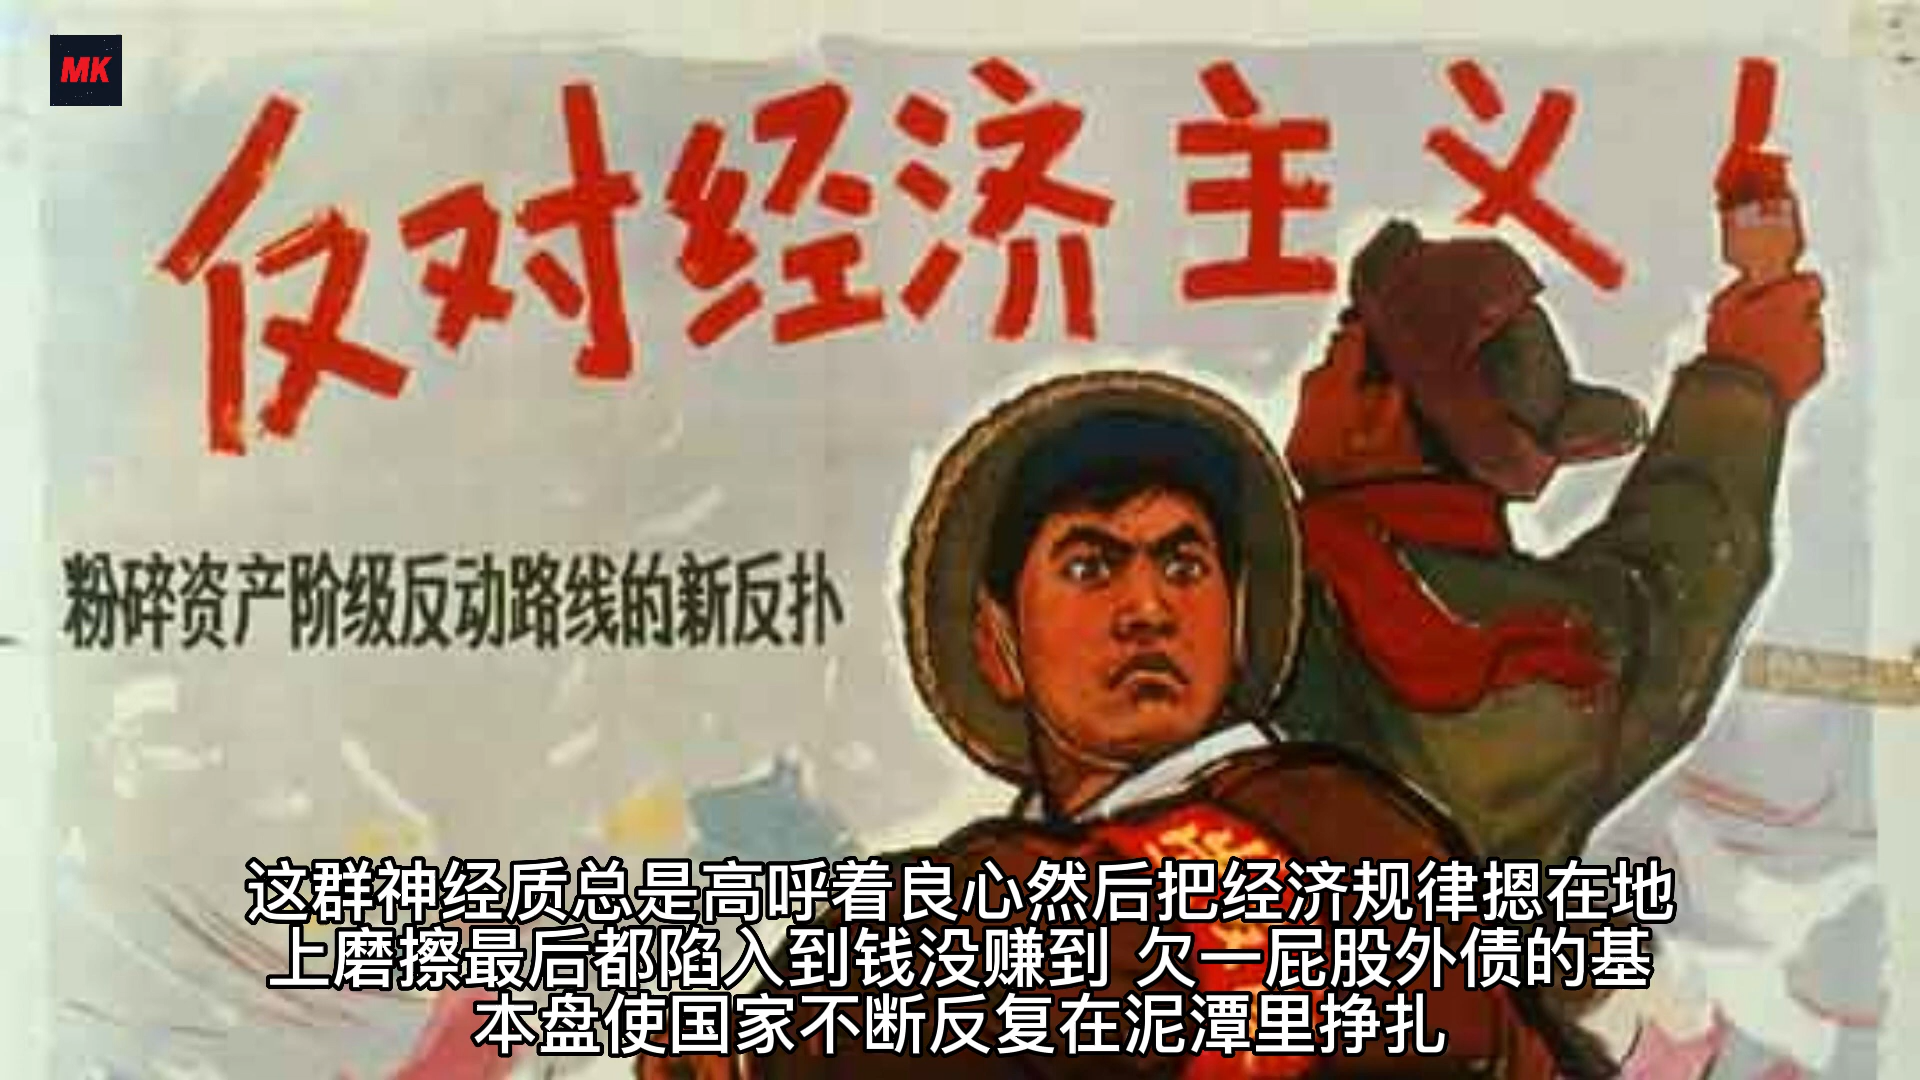 MK
反对经济主义
粉碎资产阶级反动路线的新反扑
这群神经质总是高呼着良心然后把经济规律摁在地
上磨擦最后都陷入到钱没赚到 欠一屁股外债的基
本盘使国家不断反复在泥潭里挣扎